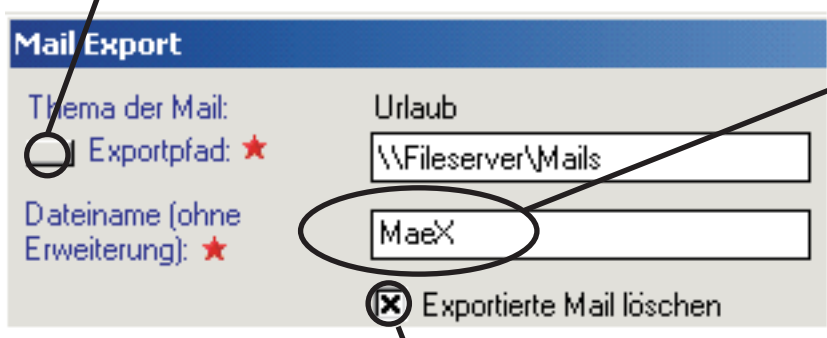 Mail Export
Thema der Mail: Urlaub
Exportpfad: \\Fileserver\Mails
Dateiname (ohne
Erweiterung): MaeX
Exportierte Mail löschen